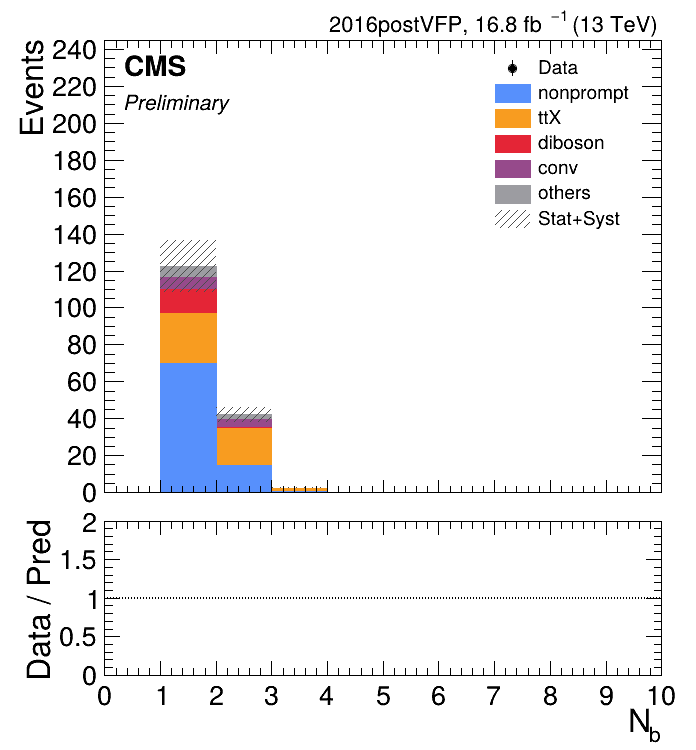 2016postVFP, 16.8 fb⁻¹ (13 TeV)
CMS
Preliminary
Events
240
220
200
180
160
140
120
100
80
60
40
20
0
Data
nonprompt
ttX
diboson
conv
others
Stat+Syst
Data / Pred
2
1.5
1
0.5
0
0 1 2 3 4 5 6 7 8 9 10
N_b